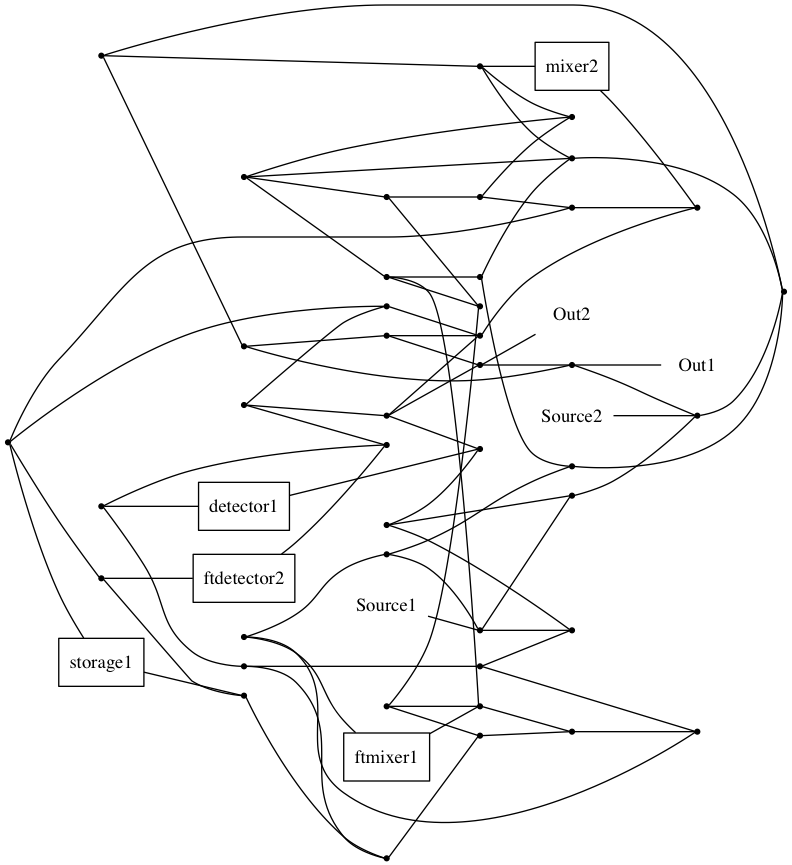 mixer2
Out2
Out1
Source2
detector1
ftdetector2
Source1
storage1
ftmixer1